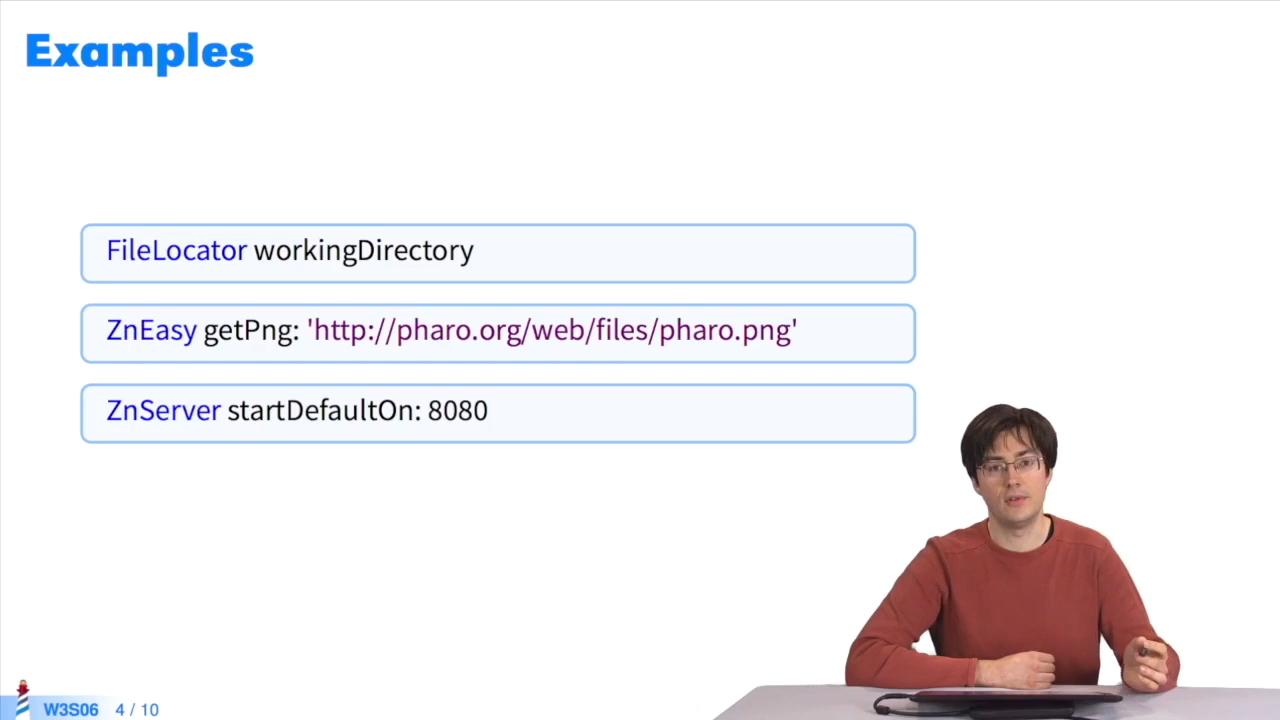 Examples
FileLocator workingDirectory
ZnEasy getPng: 'http://pharo.org/web/files/pharo.png'
ZnServer startDefaultOn: 8080
W3S06 4 / 10